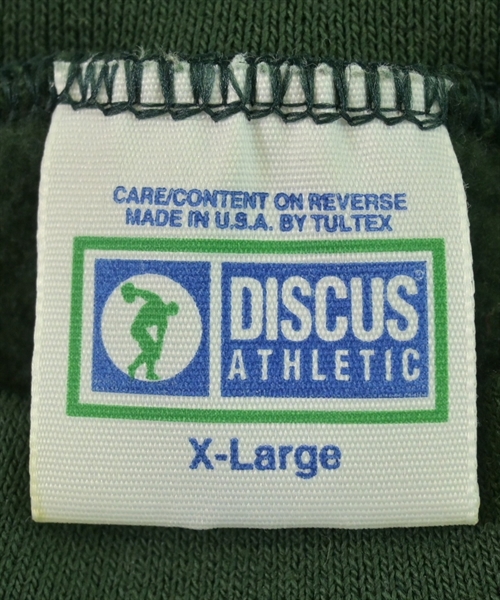 CARE/CONTENT ON REVERSE
MADE IN U.S.A. BY TULTEX
DISCUS®
ATHLETIC
X-Large